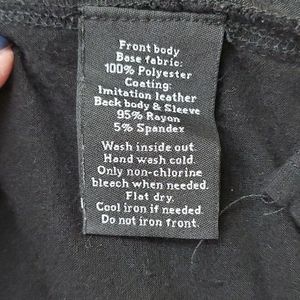 Front body
Base fabric:
100% Polyester
Coating:
Imitation leather
Back body & Sleeve
95% Rayon
5% Spandex
Wash inside out.
Hand wash cold.
Only non-chlorine
bleach when needed.
Flat dry.
Cool iron if needed.
Do not iron front.